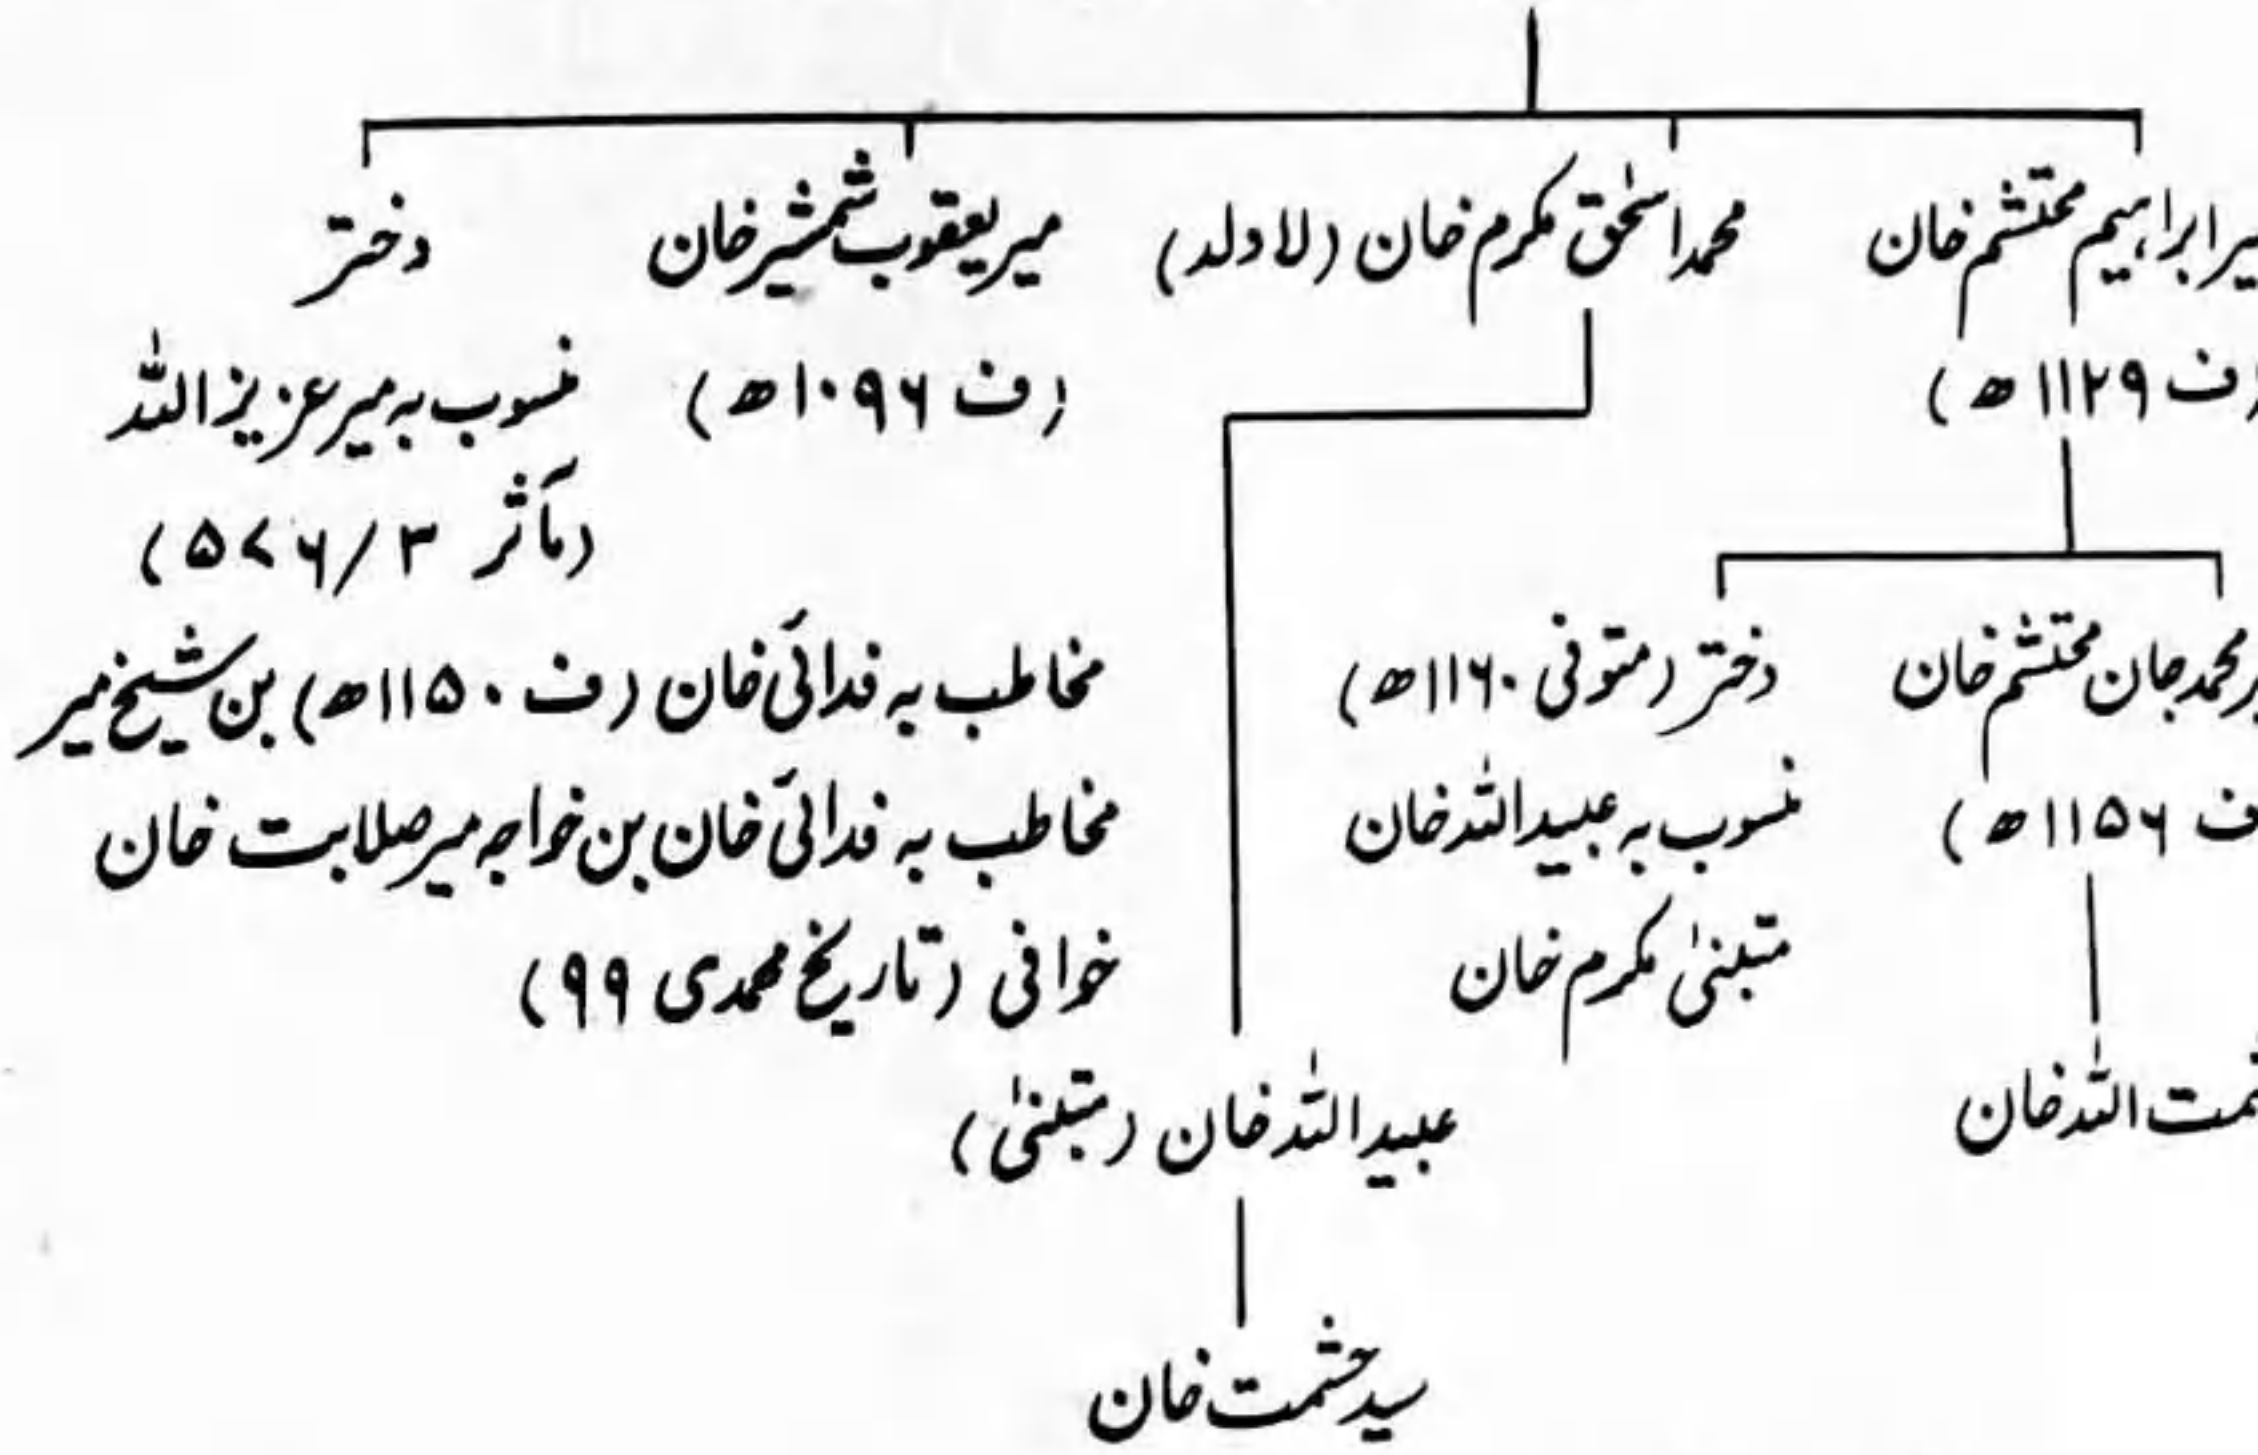 میر ابراہیم محتشم خان
(ف ۱۱۲۹ھ)
محمد اسحٰق مکرم خان (لاولد)
میر یعقوب شمشیر خان
(ف ۱۰۹۶ھ)
دختر
منسوب بہ میر عزیز اللہ
(مآثر ۳/۵۷۶)
مخاطب بہ فدائی خان (ف ۱۱۵۰ھ) بن شیخ میر
مخاطب بہ فدائی خان بن خواجہ میر صلابت خان
خوافی (تاریخ محمدی ۹۹)
محمد جان محتشم خان
ف ۱۱۵۶ھ)
دختر (متوفی ۱۱۶۰ھ)
منسوب بہ عبید اللہ خان
متبنیٰ مکرم خان
اللہ خان
عبید اللہ خان (متبنیٰ)
سید حشمت خان